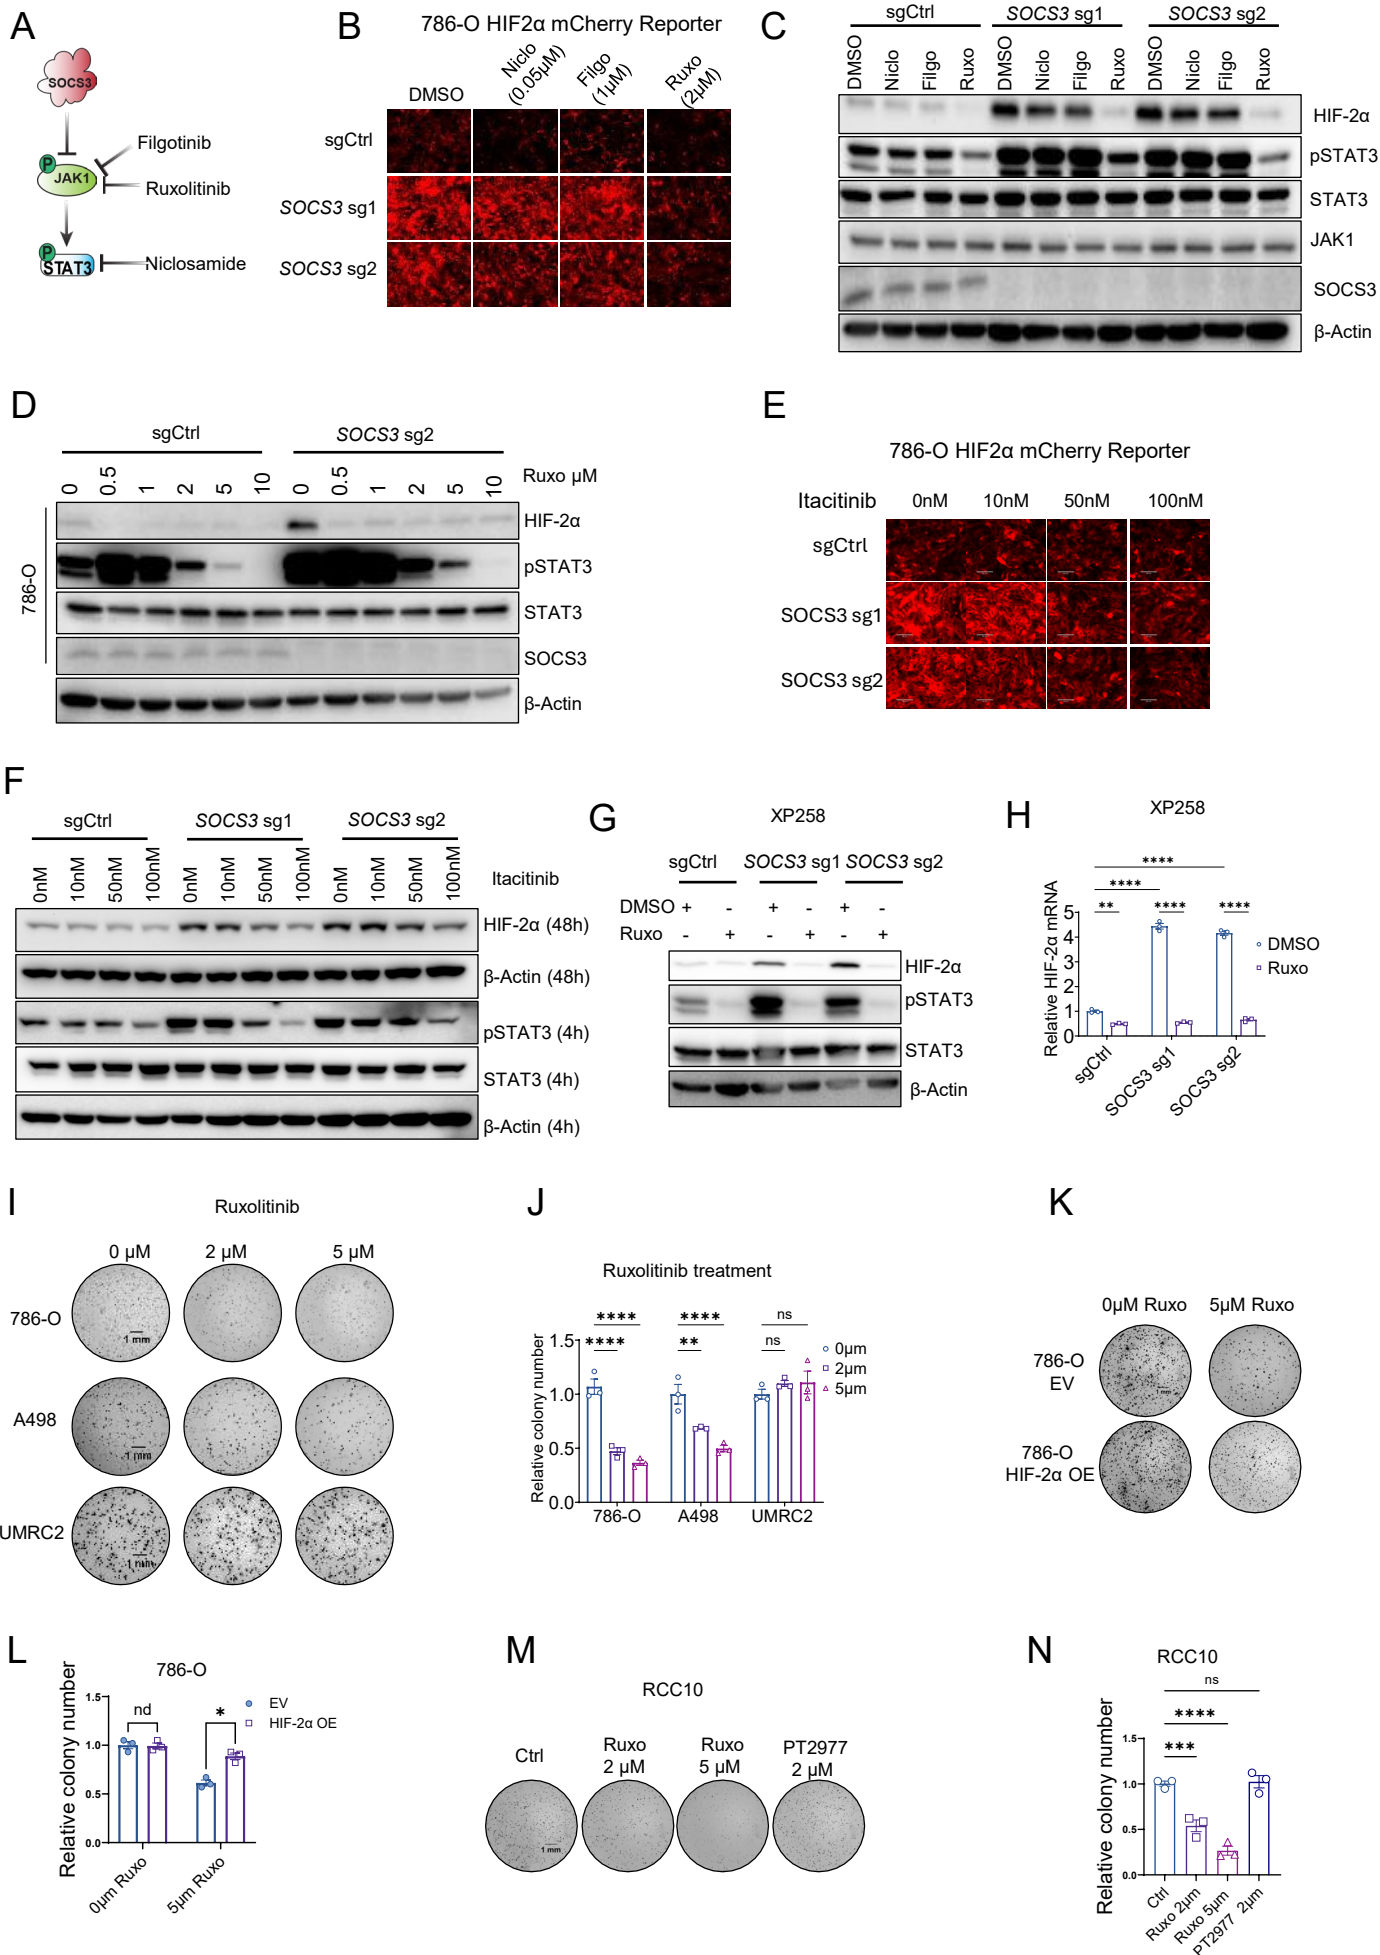 A
SOCS3
P
JAK1
Filgotinib
Ruxolitinib
P
STAT3
Niclosamide
B
786-O HIF2α mCherry Reporter
DMSO
Niclo
(0.05µM)
Filgo
(1µM)
Ruxo
(2µM)
sgCtrl
SOCS3 sg1
SOCS3 sg2
C
sgCtrl SOCS3 sg1 SOCS3 sg2
DMSO Niclo Filgo Ruxo DMSO Niclo Filgo Ruxo DMSO Niclo Filgo Ruxo
HIF-2α
pSTAT3
STAT3
JAK1
SOCS3
β-Actin
D
sgCtrl SOCS3 sg2
0 0.5 1 2 5 10 0 0.5 1 2 5 10 Ruxo µM
786-O
HIF-2α
pSTAT3
STAT3
SOCS3
β-Actin
E
786-O HIF2α mCherry Reporter
Itacitinib 0nM 10nM 50nM 100nM
sgCtrl
SOCS3 sg1
SOCS3 sg2
F
sgCtrl SOCS3 sg1 SOCS3 sg2
0nM 10nM 50nM 100nM 0nM 10nM 50nM 100nM 0nM 10nM 50nM 100nM Itacitinib
HIF-2α (48h)
β-Actin (48h)
pSTAT3 (4h)
STAT3 (4h)
β-Actin (4h)
G
XP258
sgCtrl SOCS3 sg1 SOCS3 sg2
DMSO + - + - + -
Ruxo - + - + - +
HIF-2α
pSTAT3
STAT3
β-Actin
H
XP258
****
****
** **** ****
Relative HIF-2α mRNA
5
4
3
2
1
0
DMSO
Ruxo
sgCtrl
SOCS3 sg1
SOCS3 sg2
I
Ruxolitinib
0 µM 2 µM 5 µM
786-O
1 mm
A498
1 mm
UMRC2
1 mm
J
Ruxolitinib treatment
**** **** ns
**** ** ns
Relative colony number
1.5
1.0
0.5
0.0
0µm
2µm
5µm
786-O A498 UMRC2
K
0µM Ruxo 5µM Ruxo
786-O
EV
1 mm
786-O
HIF-2α OE
L
786-O
Relative colony number
1.5
1.0
0.5
0.0
nd *
EV
HIF-2α OE
0µm Ruxo
5µm Ruxo
M
RCC10
Ctrl
Ruxo
2 µM
Ruxo
5 µM
PT2977
2 µM
1 mm
N
RCC10
ns
****
***
Relative colony number
1.5
1.0
0.5
0.0
Ctrl
Ruxo 2µm
Ruxo 5µm
PT2977 2µm